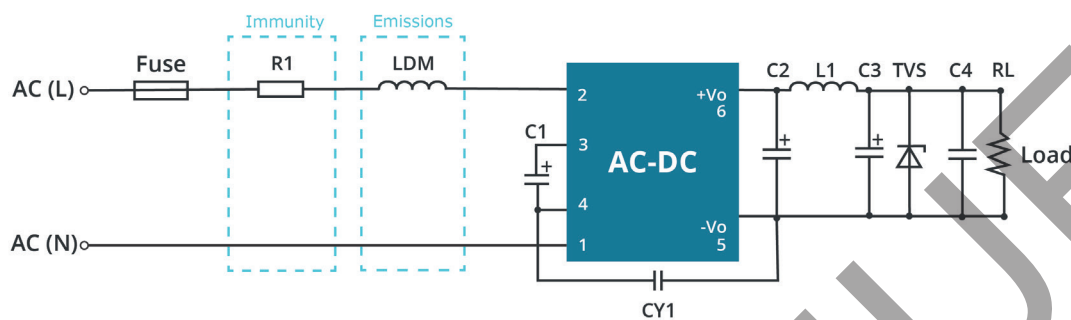 Immunity
Emissions
Fuse
R1
LDM
C2
L1
C3
TVS
C4
RL
AC (L)
2
+Vo
6
C1
+
3
+
+
AC-DC
Load
+
4
AC (N)
1
-Vo
5
CY1